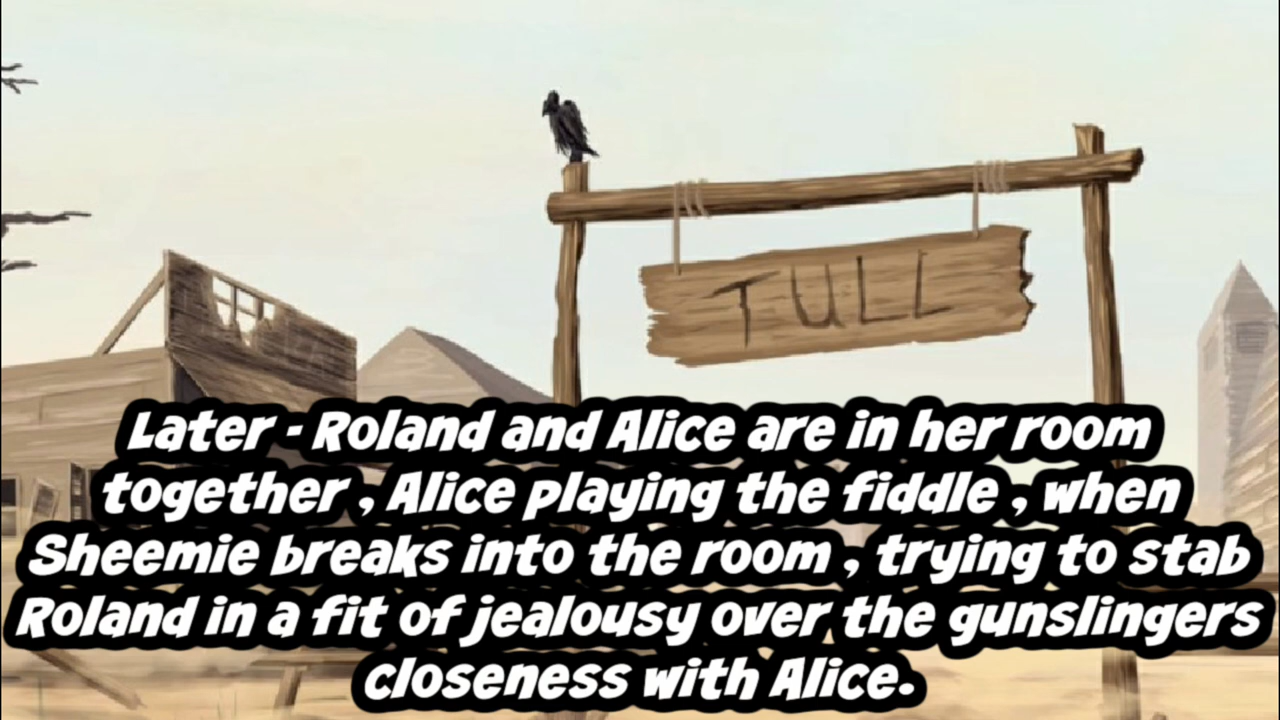 TULL
Later - Roland and Alice are in her room
together , Alice playing the fiddle , when
Sheemie breaks into the room , trying to stab
Roland in a fit of jealousy over the gunslingers
closeness with Alice.